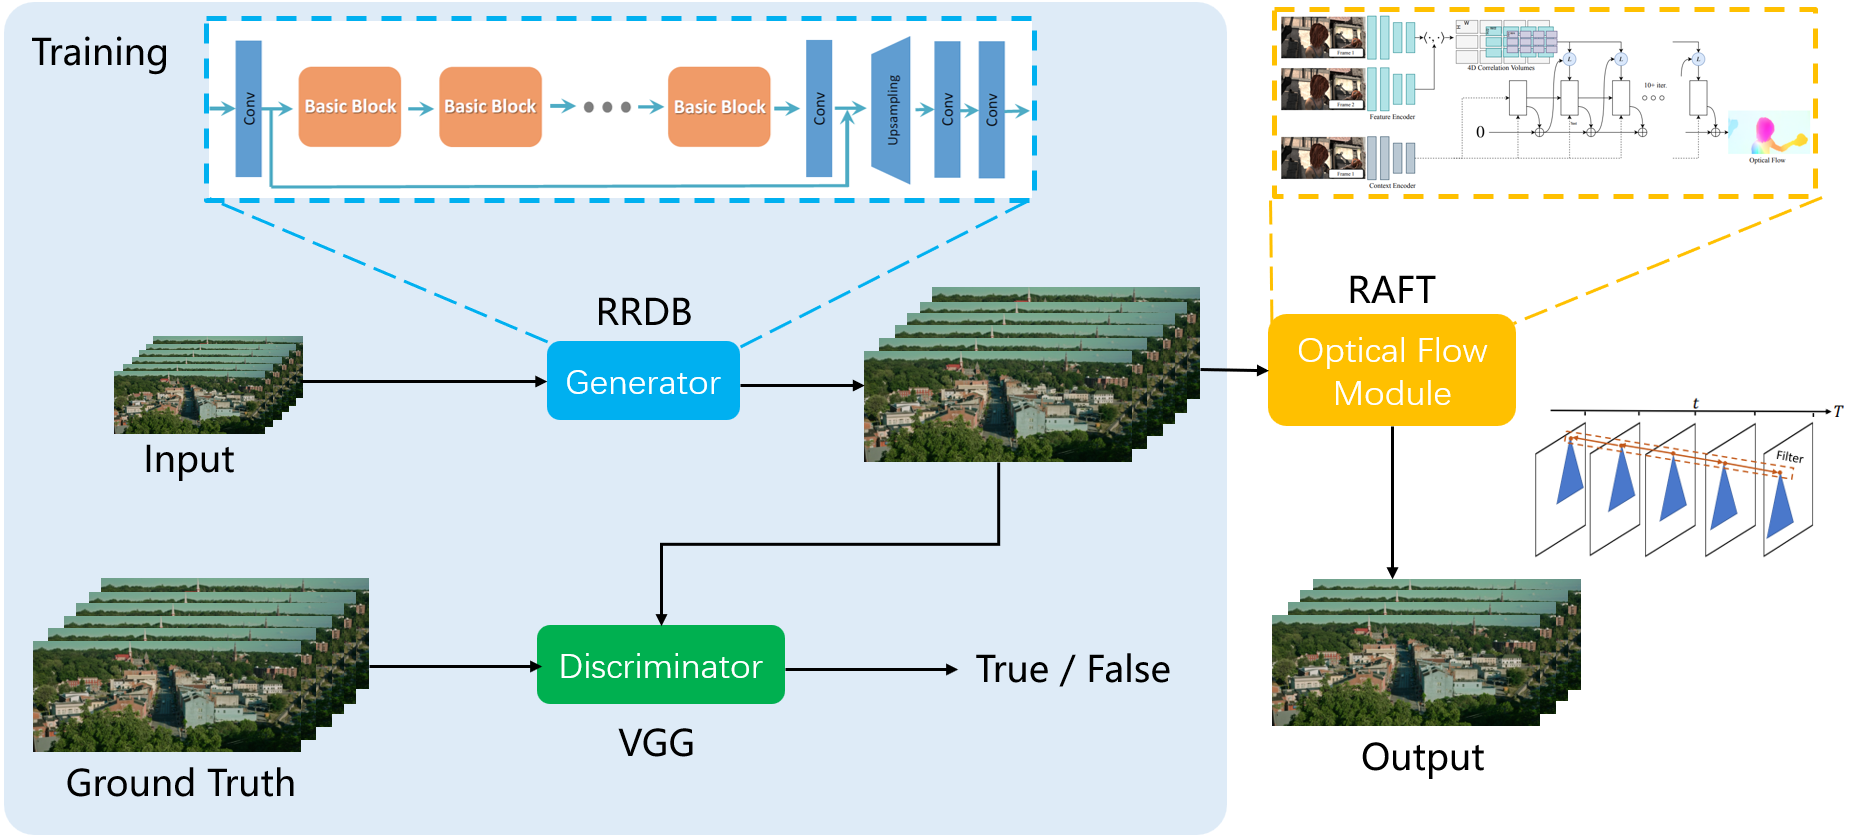 Training
Conv
Basic Block
Basic Block
Basic Block
Conv
Upsampling
Conv
Conv
Frame 1
Frame 2
Feature Encoder
Frame 1
Context Encoder
⟨·,·⟩
H
W
4D Correlation Volumes
L
L
L
10+ iter.
0
Optical Flow
RRDB
Generator
Input
RAFT
Optical Flow
Module
t
T
Filter
Ground Truth
Discriminator
VGG
True / False
Output